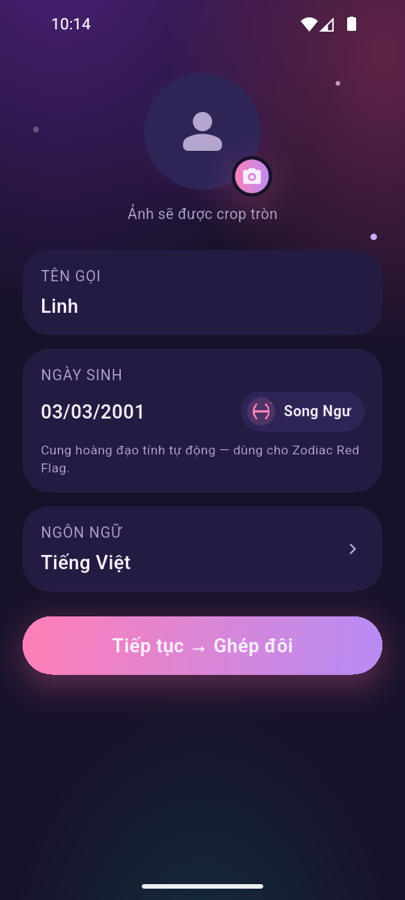 10:14
Ảnh sẽ được crop tròn
TÊN GỌI
Linh
NGÀY SINH
03/03/2001
Song Ngư
Cung hoàng đạo tính tự động — dùng cho Zodiac Red
Flag.
NGÔN NGỮ
Tiếng Việt
Tiếp tục → Ghép đôi